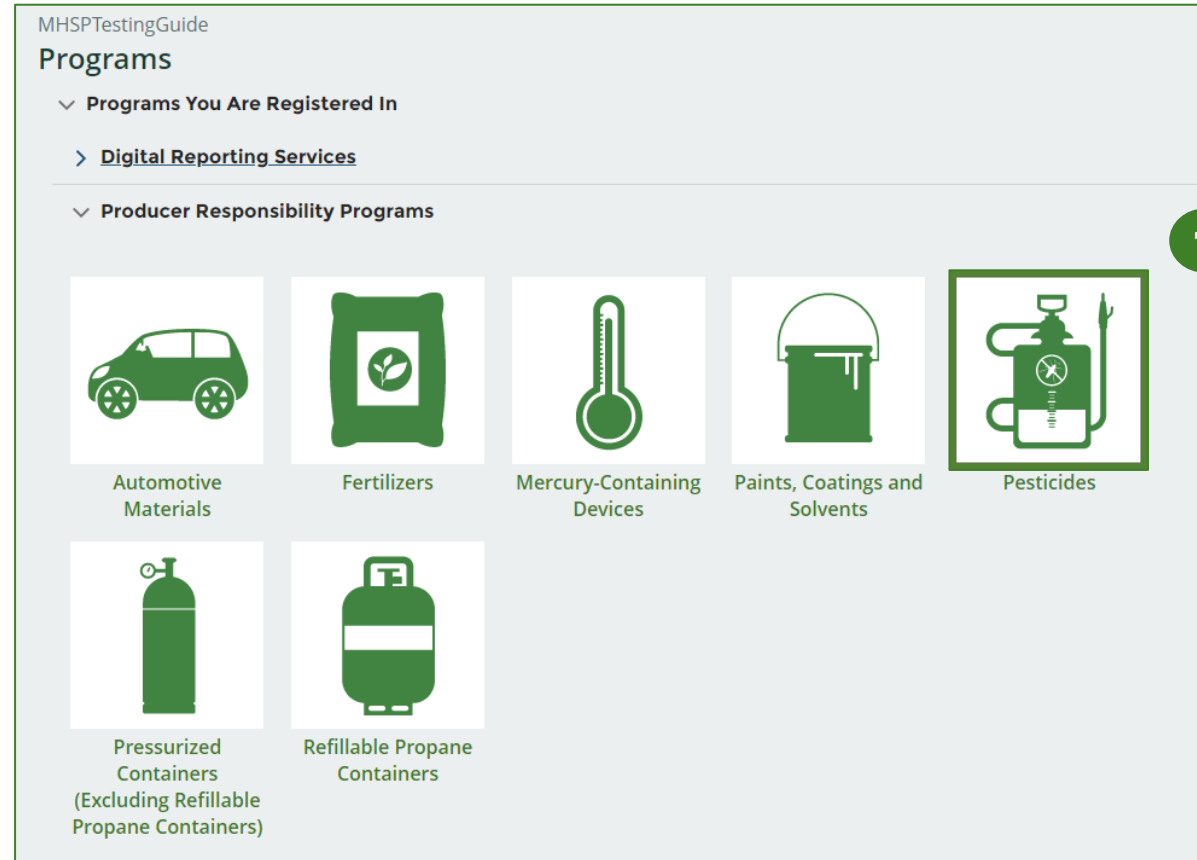 MHSPTestingGuide
Programs
Programs You Are Registered In
Digital Reporting Services
Producer Responsibility Programs
Automotive
Materials
Fertilizers
Mercury-Containing
Devices
Paints, Coatings and
Solvents
Pesticides
Pressurized
Containers
(Excluding Refillable
Propane Containers)
Refillable Propane
Containers